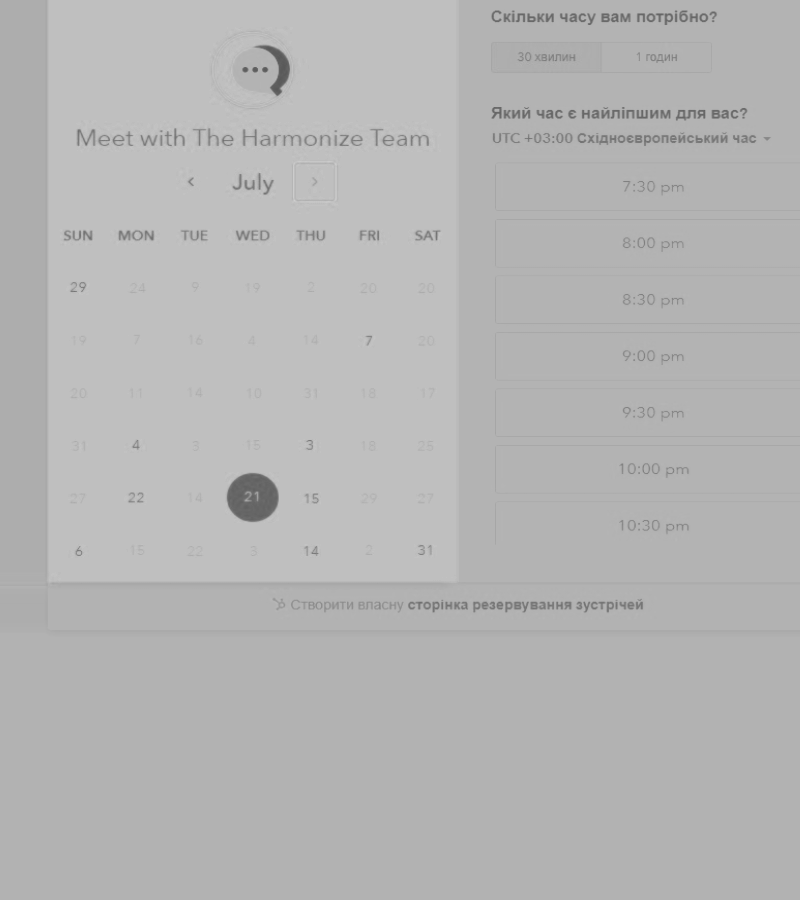 Meet with The Harmonize Team
July
SUN MON TUE WED THU FRI SAT
29 24 9 19 2 20 20
19 7 16 4 14 7 20
20 11 14 10 31 18 17
31 4 3 15 3 18 25
27 22 14 21 15 29 27
6 15 22 3 14 2 31
Скільки часу вам потрібно?
30 хвилин 1 годин
Який час є найліпшим для вас?
UTC +03:00 Східноєвропейський час
7:30 pm
8:00 pm
8:30 pm
9:00 pm
9:30 pm
10:00 pm
10:30 pm
Створити власну сторінка резервування зустрічей